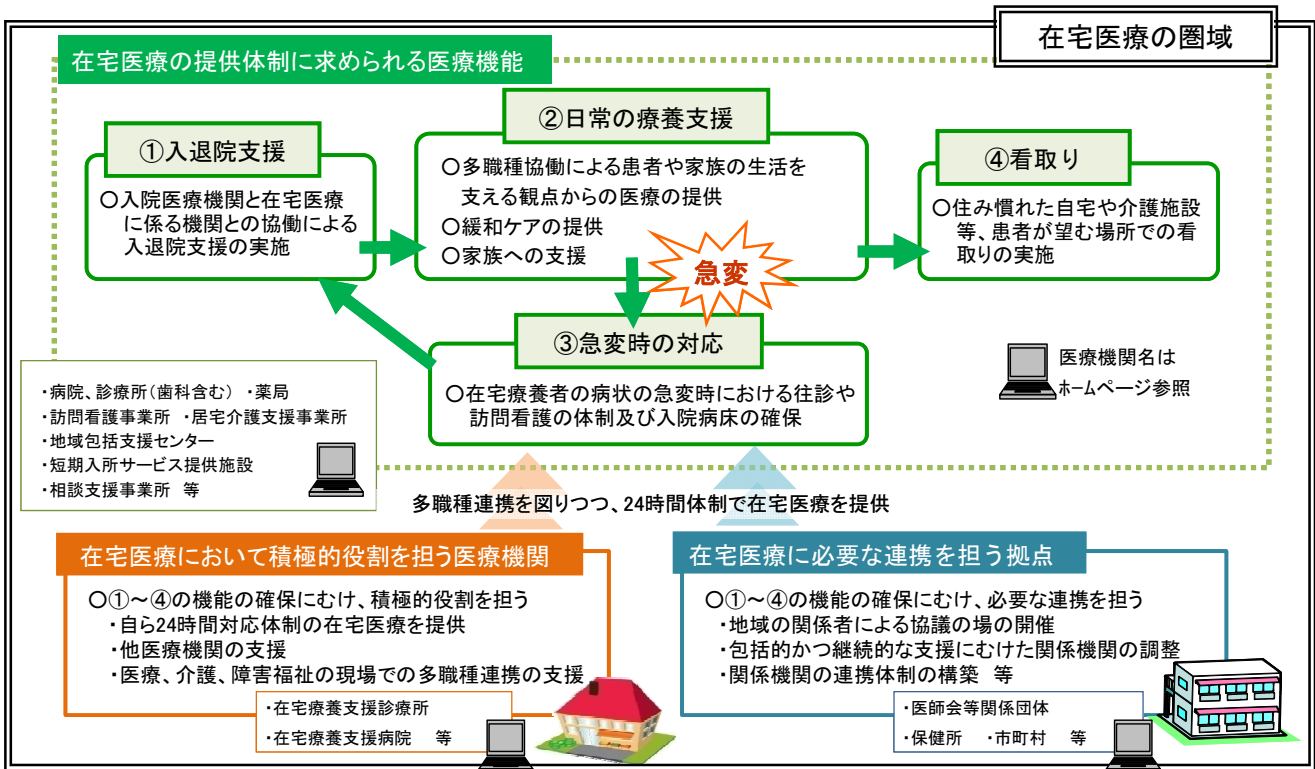 在宅医療の圏域
在宅医療の提供体制に求められる医療機能
①入退院支援
○入院医療機関と在宅医療
に係る機関との協働による
入退院支援の実施
②日常の療養支援
○多職種協働による患者や家族の生活を
支える観点からの医療の提供
○緩和ケアの提供
○家族への支援
急変
④看取り
○住み慣れた自宅や介護施設
等、患者が望む場所での看
取りの実施
③急変時の対応
○在宅療養者の病状の急変時における往診や
訪問看護の体制及び入院病床の確保
医療機関名は
ホームページ参照
・病院、診療所(歯科含む) ・薬局
・訪問看護事業所 ・居宅介護支援事業所
・地域包括支援センター
・短期入所サービス提供施設
・相談支援事業所 等
多職種連携を図りつつ、24時間体制で在宅医療を提供
在宅医療において積極的役割を担う医療機関
○①~④の機能の確保にむけ、積極的役割を担う
・自ら24時間対応体制の在宅医療を提供
・他医療機関の支援
・医療、介護、障害福祉の現場での多職種連携の支援
・在宅療養支援診療所
・在宅療養支援病院 等
在宅医療に必要な連携を担う拠点
○①~④の機能の確保にむけ、必要な連携を担う
・地域の関係者による協議の場の開催
・包括的かつ継続的な支援にむけた関係機関の調整
・関係機関の連携体制の構築 等
・医師会等関係団体
・保健所 ・市町村 等